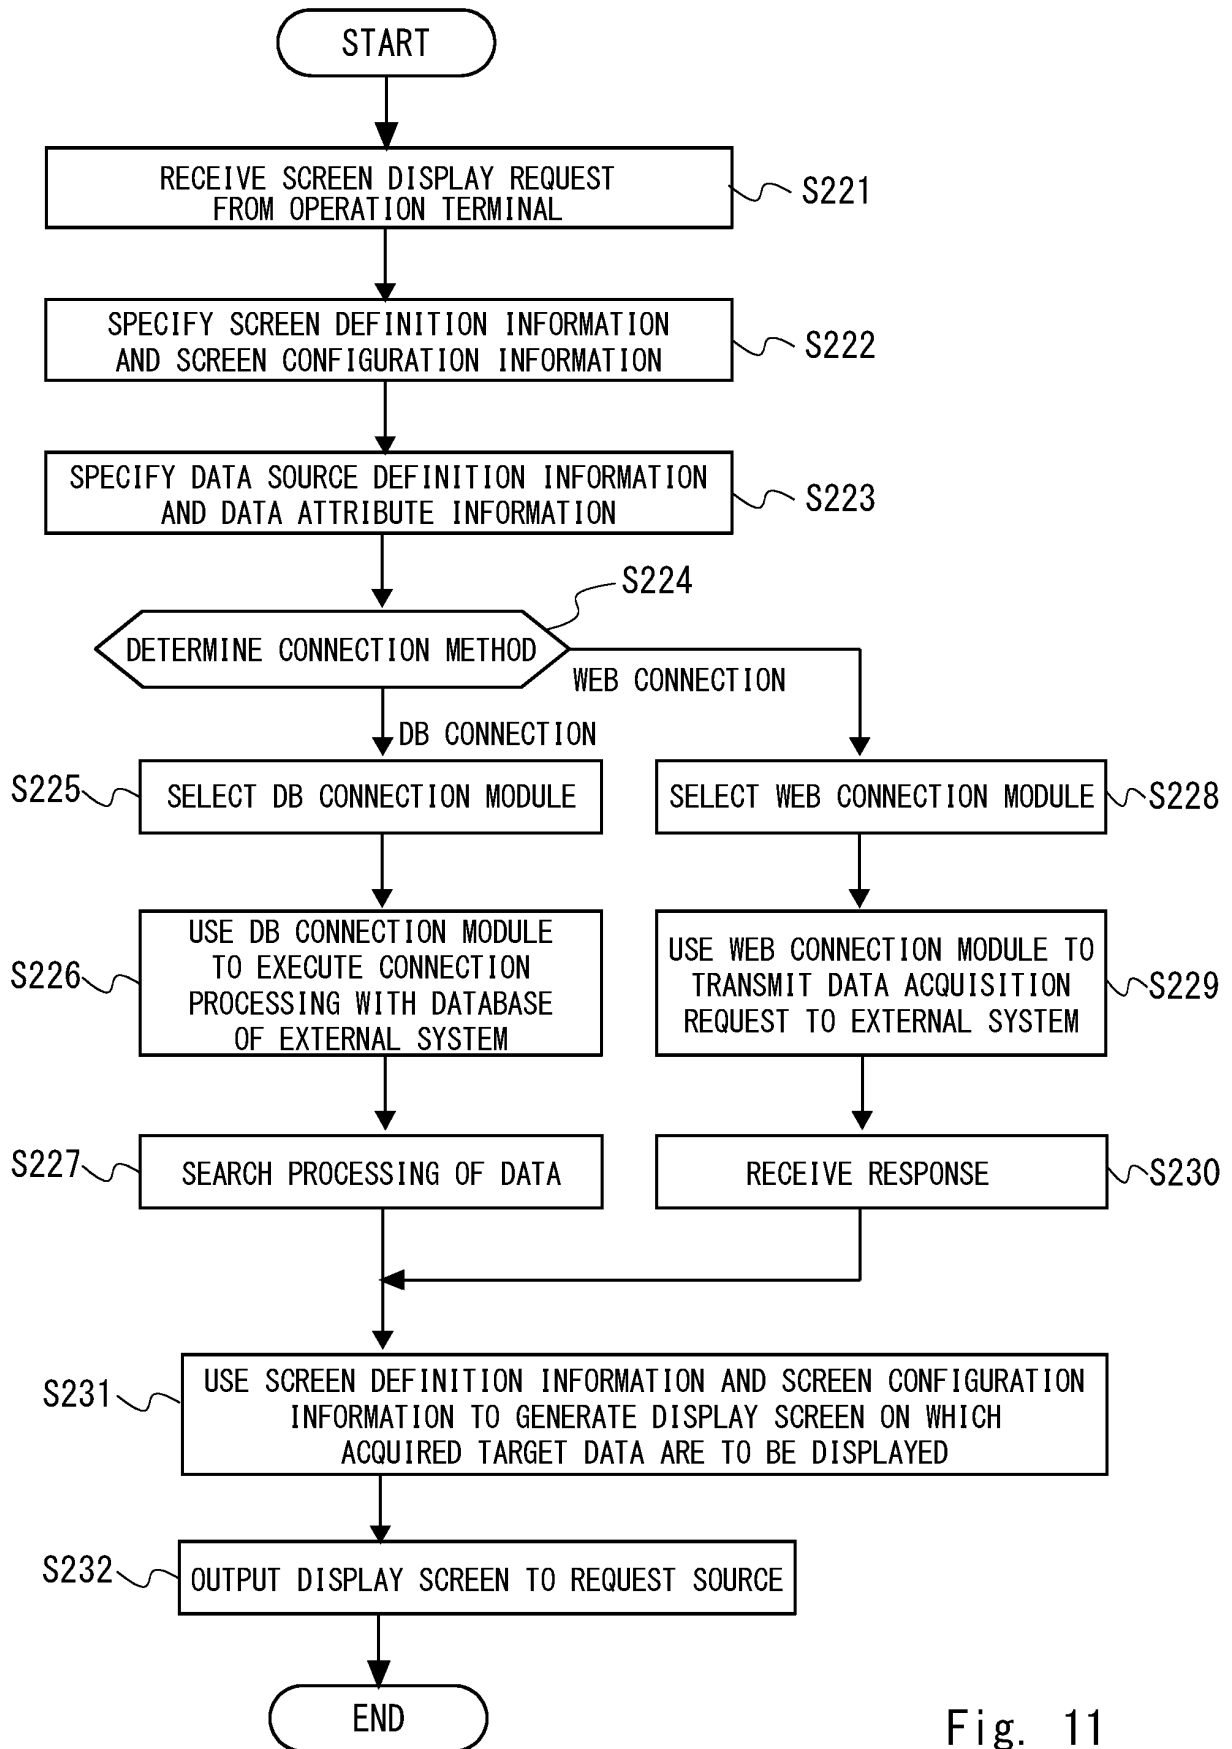 START
RECEIVE SCREEN DISPLAY REQUEST
FROM OPERATION TERMINAL
S221
SPECIFY SCREEN DEFINITION INFORMATION
AND SCREEN CONFIGURATION INFORMATION
S222
SPECIFY DATA SOURCE DEFINITION INFORMATION
AND DATA ATTRIBUTE INFORMATION
S223
S224
DETERMINE CONNECTION METHOD
WEB CONNECTION
DB CONNECTION
S225
SELECT DB CONNECTION MODULE
SELECT WEB CONNECTION MODULE
S228
S226
USE DB CONNECTION MODULE
TO EXECUTE CONNECTION
PROCESSING WITH DATABASE
OF EXTERNAL SYSTEM
USE WEB CONNECTION MODULE TO
TRANSMIT DATA ACQUISITION
REQUEST TO EXTERNAL SYSTEM
S229
S227
SEARCH PROCESSING OF DATA
RECEIVE RESPONSE
S230
S231
USE SCREEN DEFINITION INFORMATION AND SCREEN CONFIGURATION
INFORMATION TO GENERATE DISPLAY SCREEN ON WHICH
ACQUIRED TARGET DATA ARE TO BE DISPLAYED
S232
OUTPUT DISPLAY SCREEN TO REQUEST SOURCE
END
Fig. 11